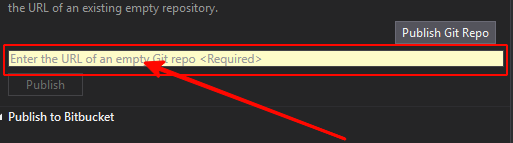 the URL of an existing empty repository.
Publish Git Repo
Enter the URL of an empty Git repo <Required>
Publish
Publish to Bitbucket